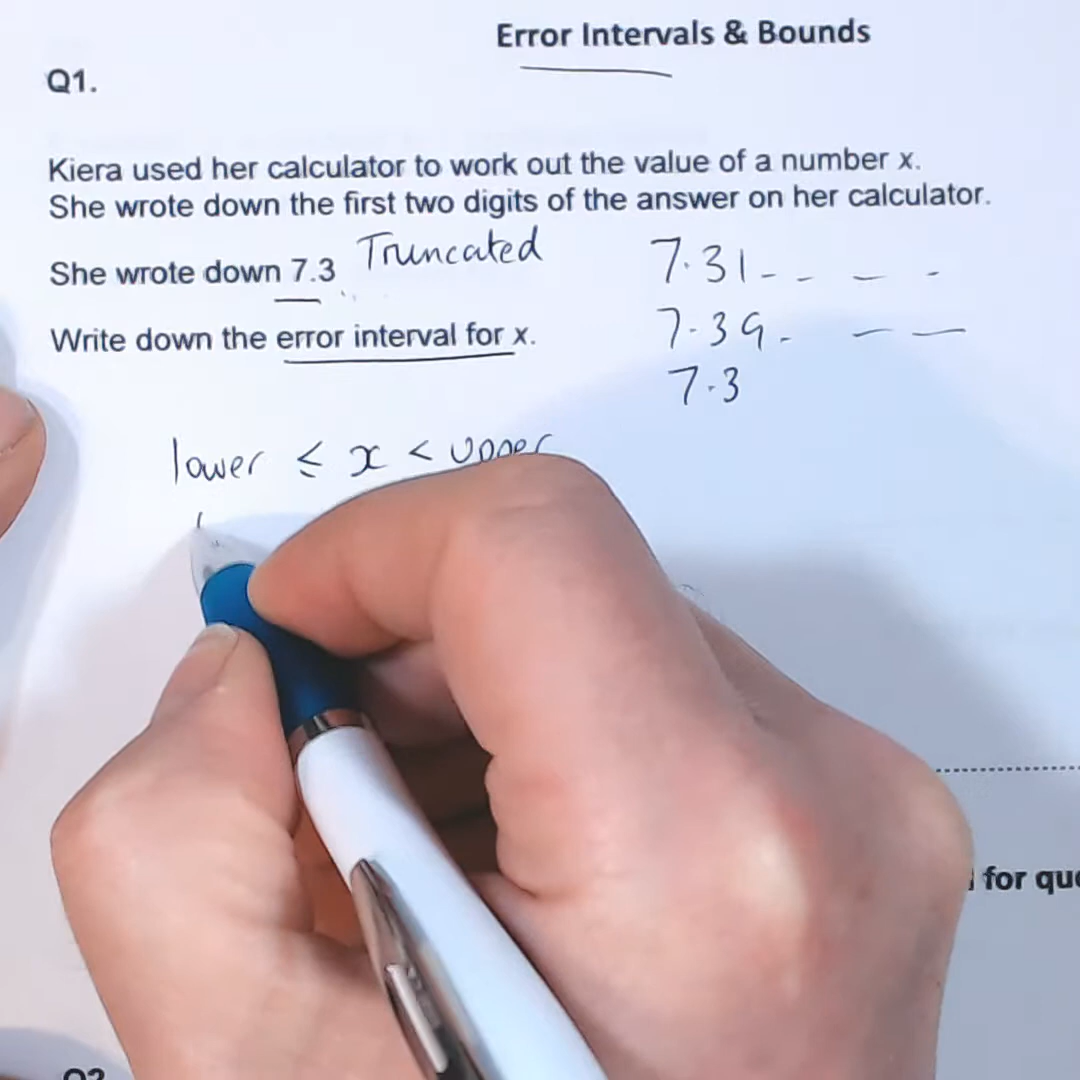 Error Intervals & Bounds
Q1.
Kiera used her calculator to work out the value of a number x.
She wrote down the first two digits of the answer on her calculator.
She wrote down 7.3 Truncated 7.31- - - -
Write down the error interval for x. 7.39- - -
7.3
lower ≤ x < upper
for que